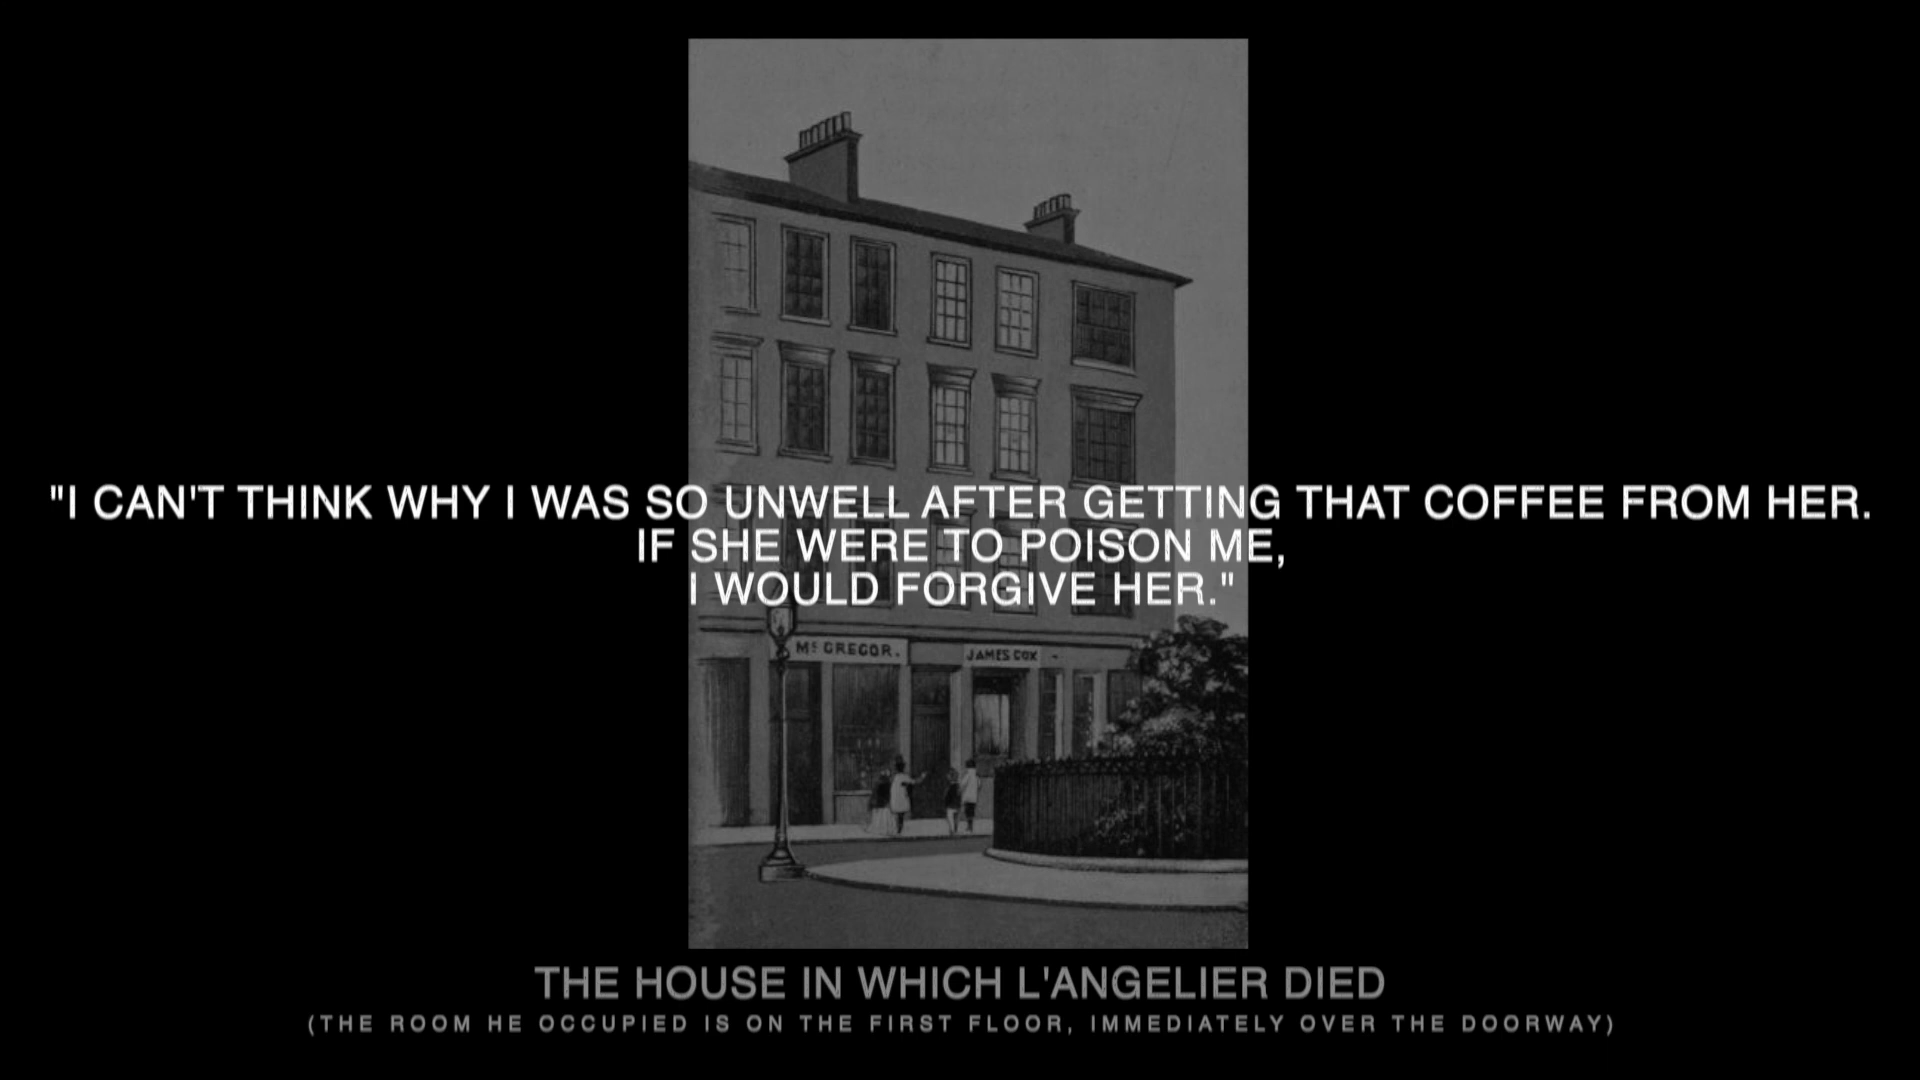 "I CAN'T THINK WHY I WAS SO UNWELL AFTER GETTING THAT COFFEE FROM HER.
IF SHE WERE TO POISON ME,
I WOULD FORGIVE HER."
Mc GREGOR.
JAMES COX
THE HOUSE IN WHICH L'ANGELIER DIED
(THE ROOM HE OCCUPIED IS ON THE FIRST FLOOR, IMMEDIATELY OVER THE DOORWAY)